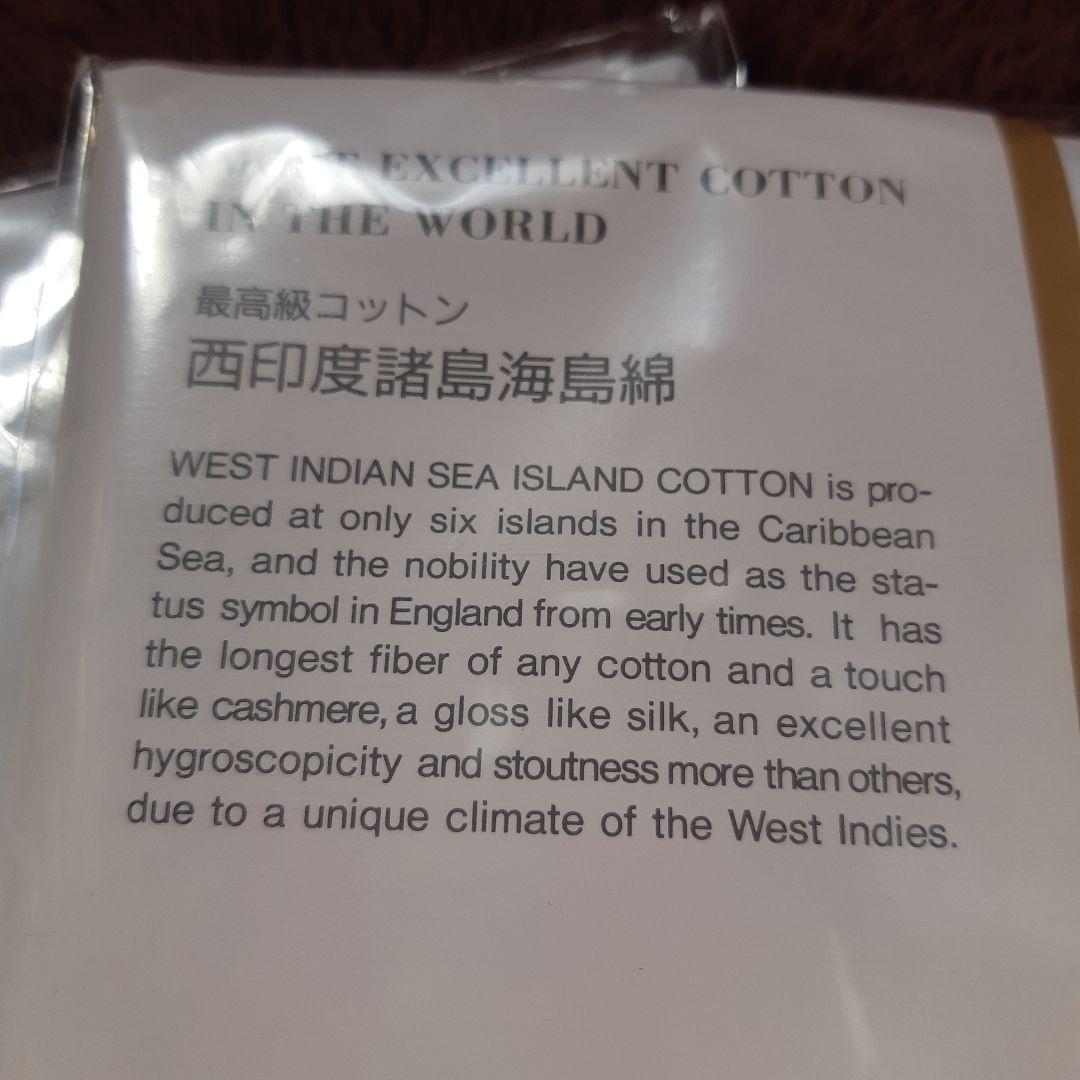 EXCELLENT COTTON
IN THE WORLD
最高級コットン
西印度諸島海島綿
WEST INDIAN SEA ISLAND COTTON is pro-
duced at only six islands in the Caribbean
Sea, and the nobility have used as the sta-
tus symbol in England from early times. It has
the longest fiber of any cotton and a touch
like cashmere, a gloss like silk, an excellent
hygroscopicity and stoutness more than others,
due to a unique climate of the West Indies.